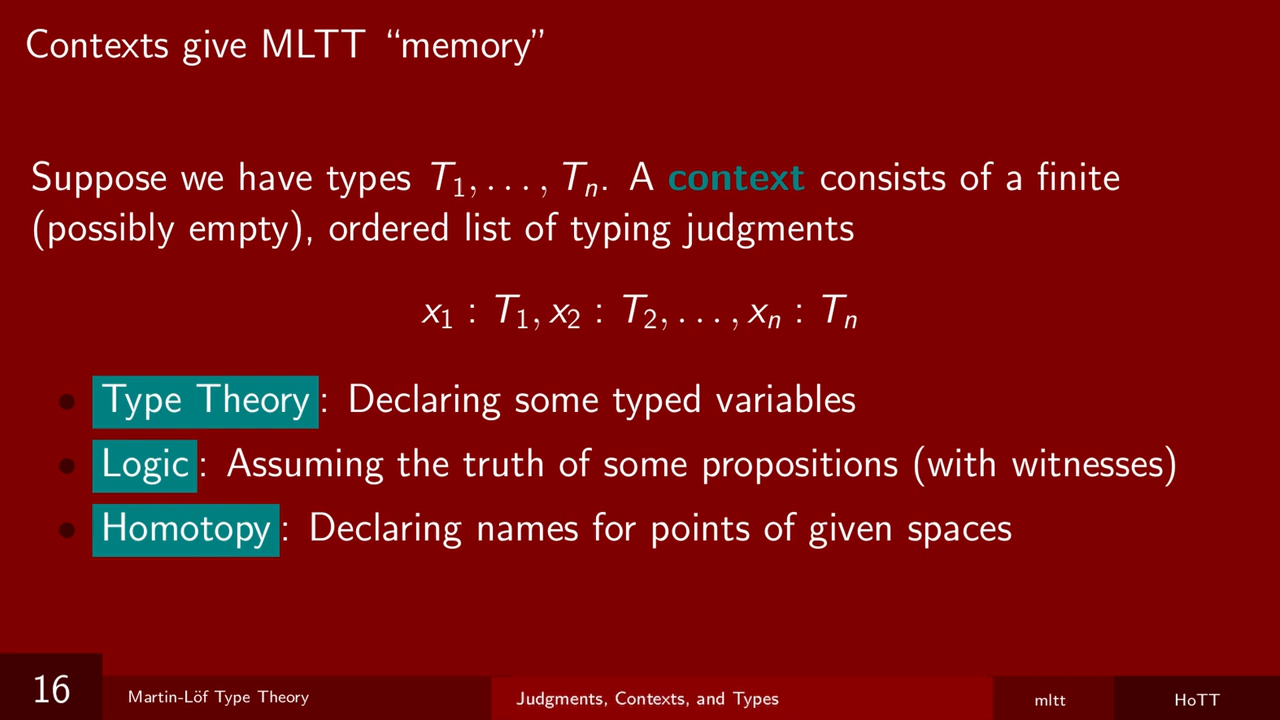 Contexts give MLTT “memory”
Suppose we have types T₁, . . . , Tₙ. A context consists of a finite
(possibly empty), ordered list of typing judgments
x₁ : T₁, x₂ : T₂, . . . , xₙ : Tₙ
• Type Theory: Declaring some typed variables
• Logic: Assuming the truth of some propositions (with witnesses)
• Homotopy: Declaring names for points of given spaces
16 Martin-Löf Type Theory Judgments, Contexts, and Types mltt HoTT